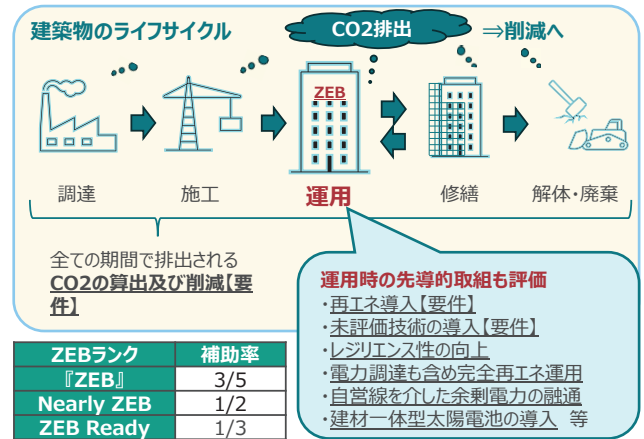 建築物のライフサイクル
CO2排出
⇒削減へ
ZEB
調達
施工
運用
修繕
解体・廃棄
全ての期間で排出される
CO2の算出及び削減【要
件】
運用時の先導的取組も評価
・再エネ導入【要件】
・未評価技術の導入【要件】
・レジリエンス性の向上
・電力調達も含め完全再エネ運用
・自営線を介した余剰電力の融通
・建材一体型太陽電池の導入 等
ZEBランク 補助率
『ZEB』 3/5
Nearly ZEB 1/2
ZEB Ready 1/3